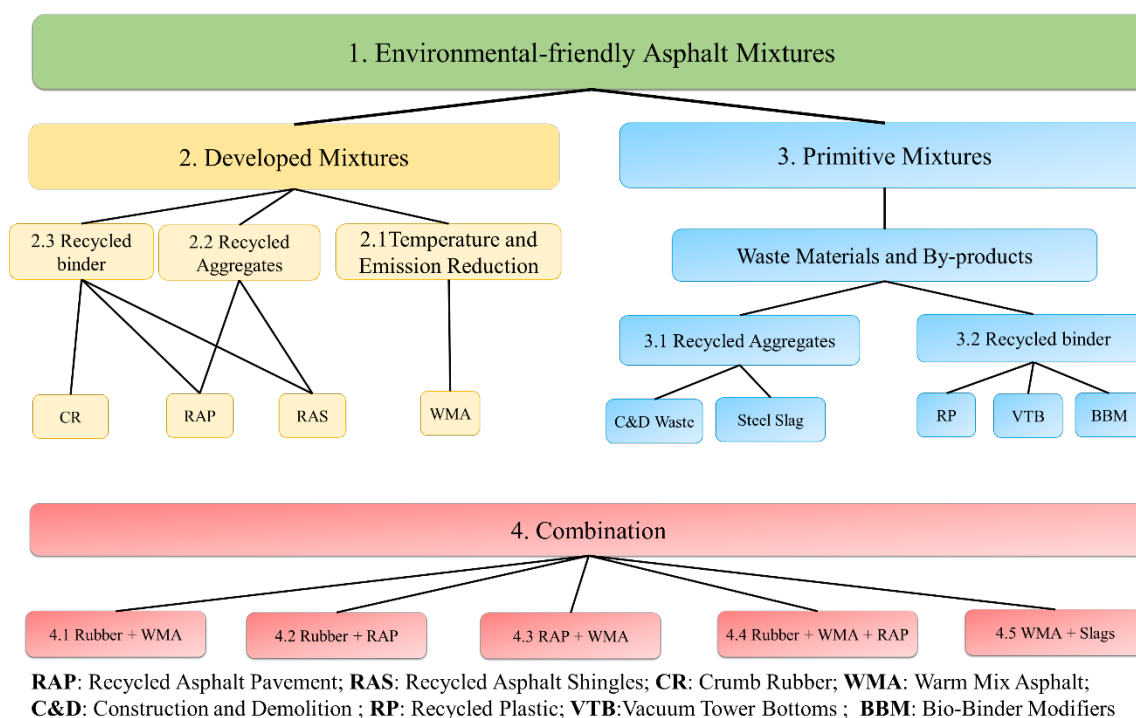 1. Environmental-friendly Asphalt Mixtures
2. Developed Mixtures
3. Primitive Mixtures
2.3 Recycled
binder
2.2 Recycled
Aggregates
2.1Temperature and
Emission Reduction
Waste Materials and By-products
3.1 Recycled Aggregates
3.2 Recycled binder
CR
RAP
RAS
WMA
C&D Waste
Steel Slag
RP
VTB
BBM
4. Combination
4.1 Rubber + WMA
4.2 Rubber + RAP
4.3 RAP + WMA
4.4 Rubber + WMA + RAP
4.5 WMA + Slags
RAP: Recycled Asphalt Pavement; RAS: Recycled Asphalt Shingles; CR: Crumb Rubber; WMA: Warm Mix Asphalt;
C&D: Construction and Demolition ; RP: Recycled Plastic; VTB:Vacuum Tower Bottoms ; BBM: Bio-Binder Modifiers